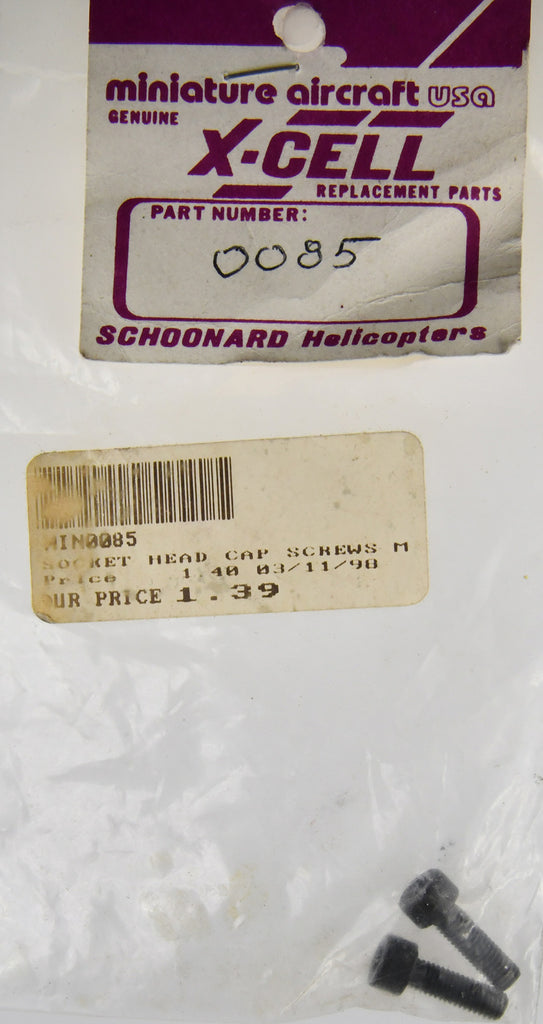 miniature aircraft usa
GENUINE
X-CELL
REPLACEMENT PARTS
PART NUMBER:
0085
SCHOONARD Helicopters
MIN0085
SOCKET HEAD CAP SCREWS M
Price 1.40 03/11/98
OUR PRICE 1.39